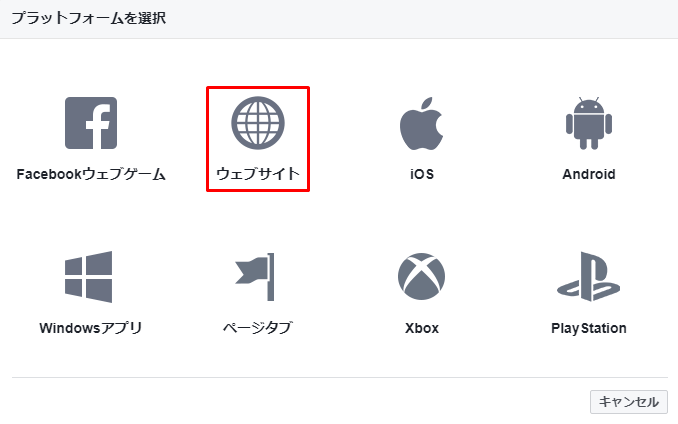 プラットフォームを選択
Facebookウェブゲーム
ウェブサイト
iOS
Android
Windowsアプリ
ページタブ
Xbox
PlayStation
キャンセル